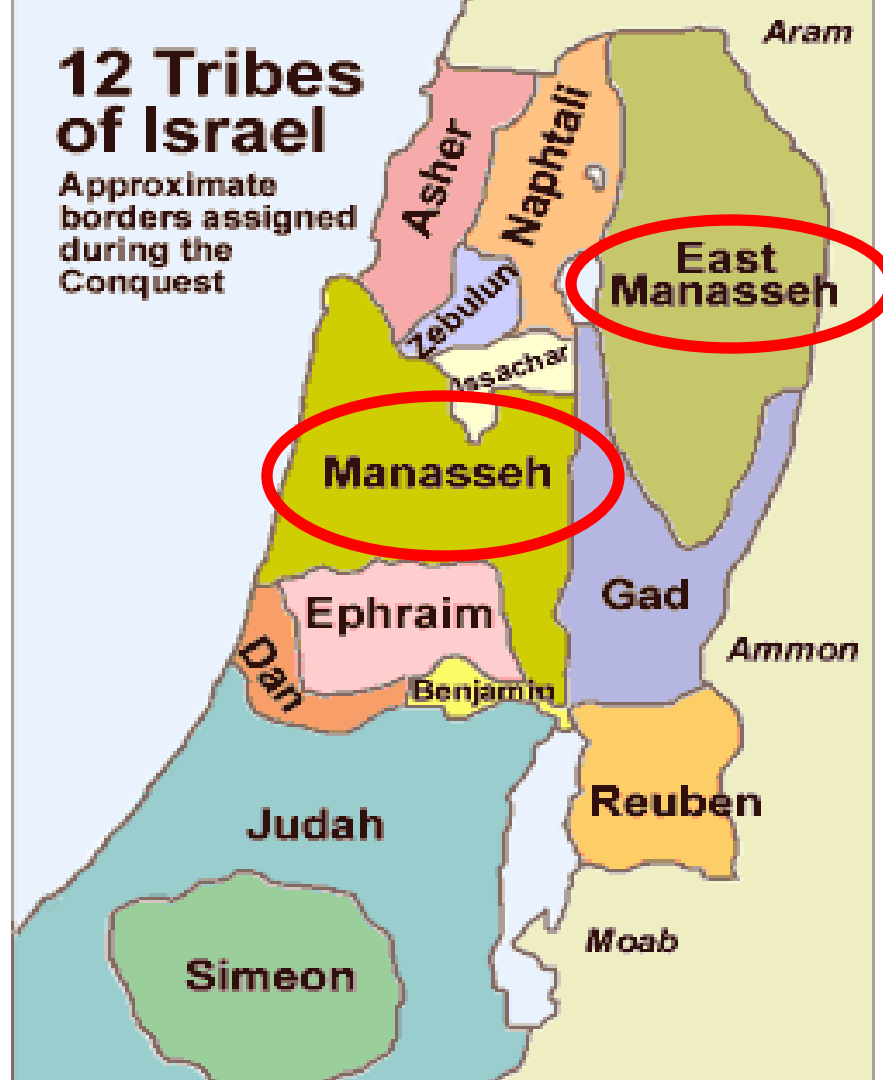 12 Tribes
of Israel
Approximate
borders assigned
during the
Conquest
Aram
Asher
Naphtali
East
Manasseh
Zebulun
Issachar
Manasseh
Ephraim
Gad
Dan
Benjamin
Ammon
Reuben
Judah
Moab
Simeon